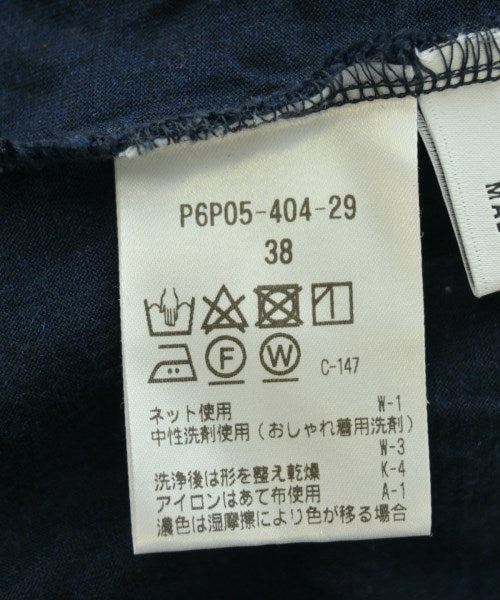 P6P05-404-29
38
F W C-147
ネット使用 W-1
中性洗剤使用(おしゃれ着用洗剤)
W-3
洗浄後は形を整え乾燥 K-4
アイロンはあて布使用 A-1
濃色は湿摩擦により色が移る場合